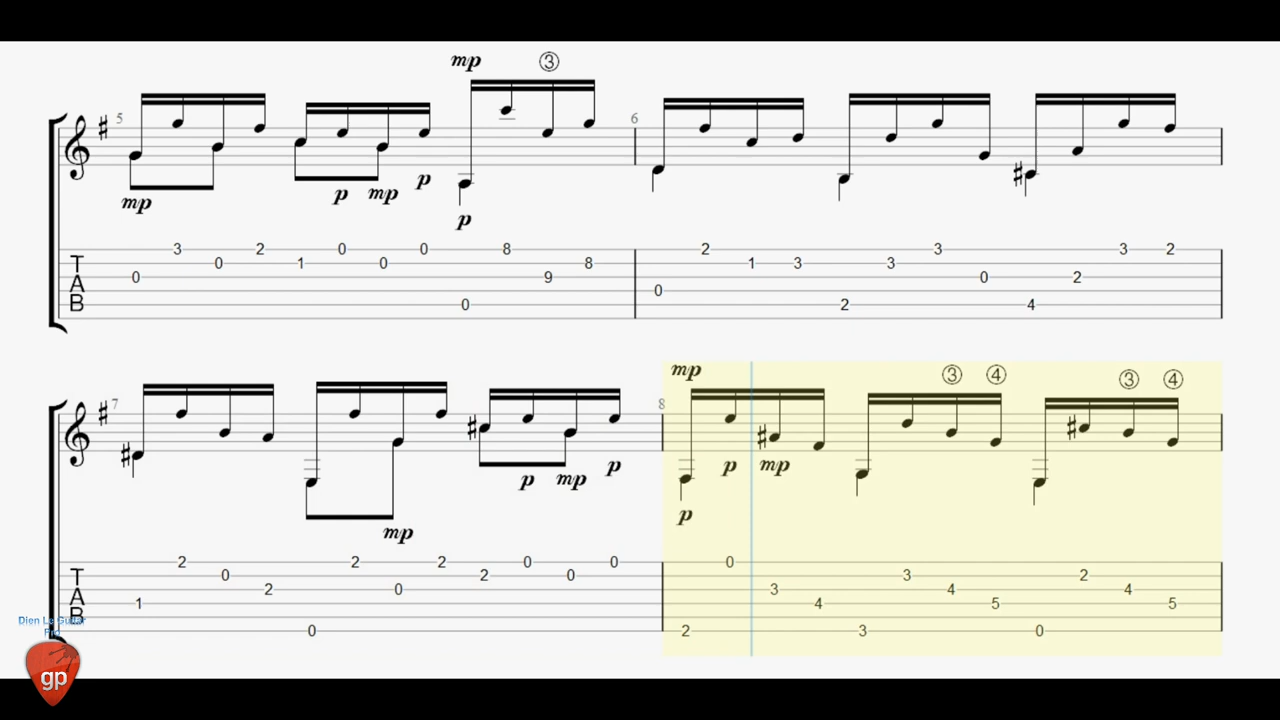 mp ③
5 6
mp p mp p p
3 2 0 0 8 2 3 3 2
T 0 1 0 8 1 3 3
A 0 9 0 2
0
B 0 2 4
mp ③ ④ ③ ④
7 8
p mp p p mp
mp p
2 2 2 0 0 0
T 0 2 0 3 2
A 2 0 3 4 4
1 4 5 5
B
0 2 3 0
Dien Le Guitar
Pro
gp